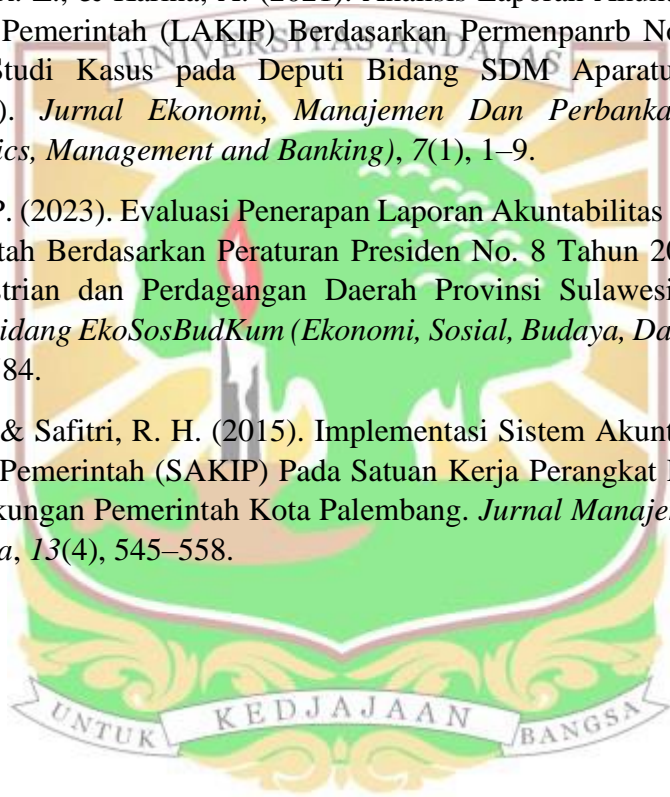 Pemerintah (LAKIP) Berdasarkan Permenpanrb No
UNIVERSITAS ANDALAS
Studi Kasus pada Deputi Bidang SDM Aparatu
). Jurnal Ekonomi, Manajemen Dan Perbanka
ics, Management and Banking), 7(1), 1–9.
P. (2023). Evaluasi Penerapan Laporan Akuntabilitas
tah Berdasarkan Peraturan Presiden No. 8 Tahun 20
strian dan Perdagangan Daerah Provinsi Sulawesi
idang EkoSosBudKum (Ekonomi, Sosial, Budaya, Da
84.
& Safitri, R. H. (2015). Implementasi Sistem Akunt
Pemerintah (SAKIP) Pada Satuan Kerja Perangkat
kungan Pemerintah Kota Palembang. Jurnal Manaje
a, 13(4), 545–558.
UNTUK KEDJAJAAN BANGSA